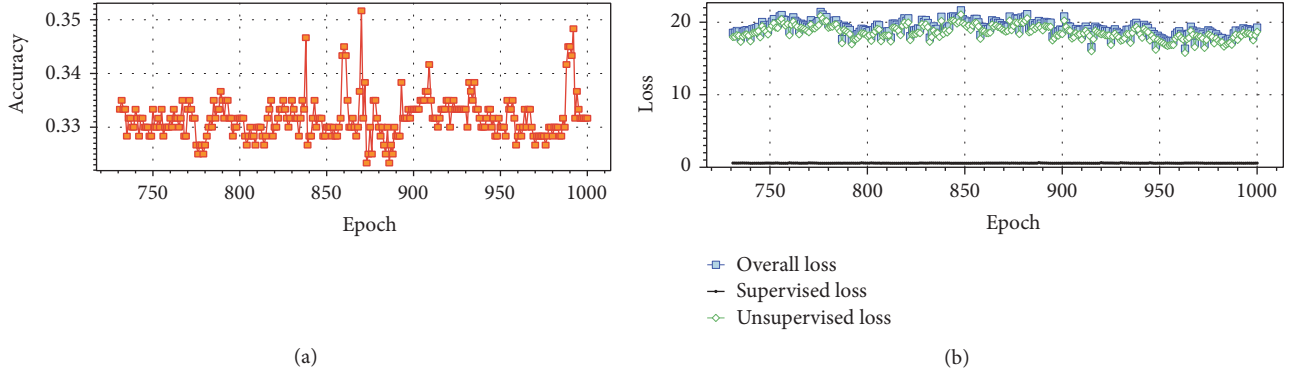 0.35
0.34
0.33
Accuracy
750
800
850
900
950
1000
Epoch
(a)
20
10
0
Loss
750
800
850
900
950
1000
Epoch
Overall loss
Supervised loss
Unsupervised loss
(b)